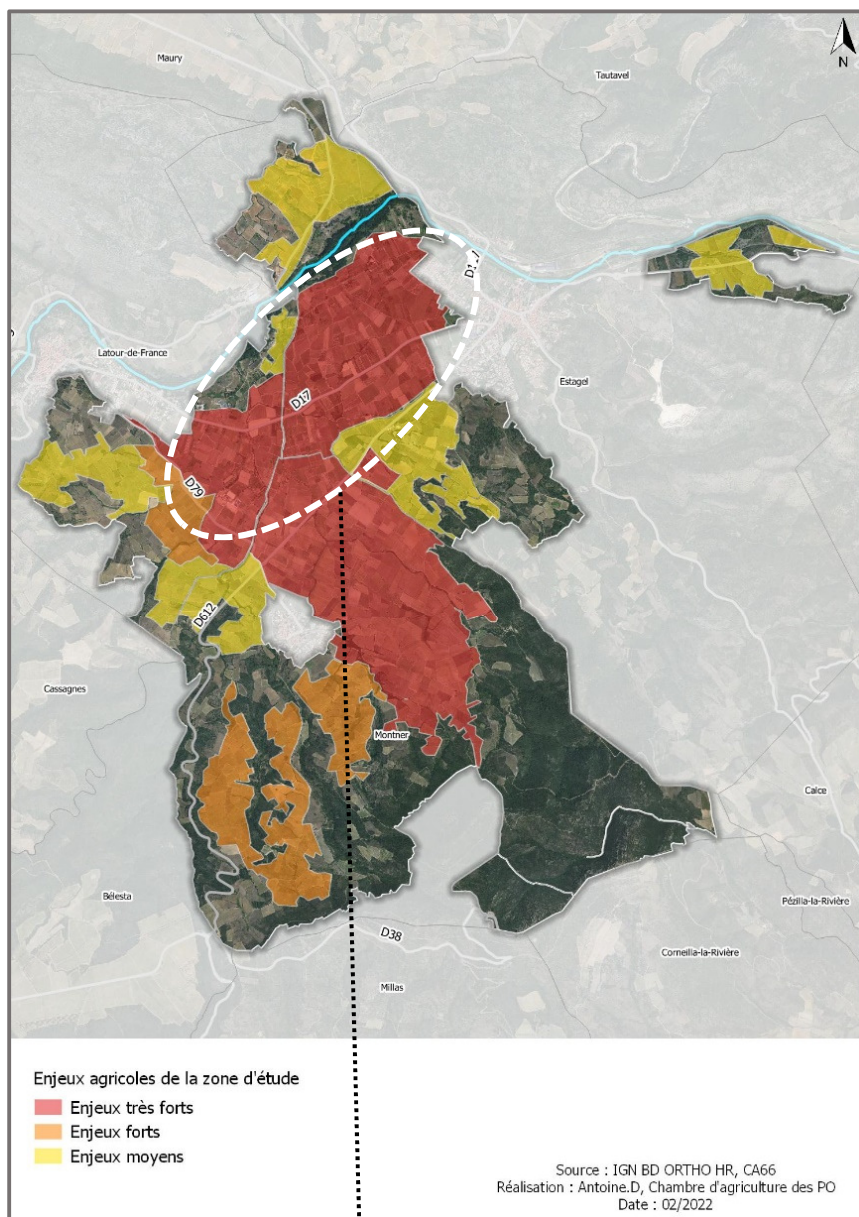 N
Maury
Tautavel
D117
Latour-de-France
Estagel
D17
D79
D612
Cassagnes
Montner
Calce
Bélesta
Pézilla-la-Rivière
D38
Corneilla-la-Rivière
Millas
Enjeux agricoles de la zone d'étude
Enjeux très forts
Enjeux forts
Enjeux moyens
Source : IGN BD ORTHO HR, CA66
Réalisation : Antoine.D, Chambre d'agriculture des PO
Date : 02/2022